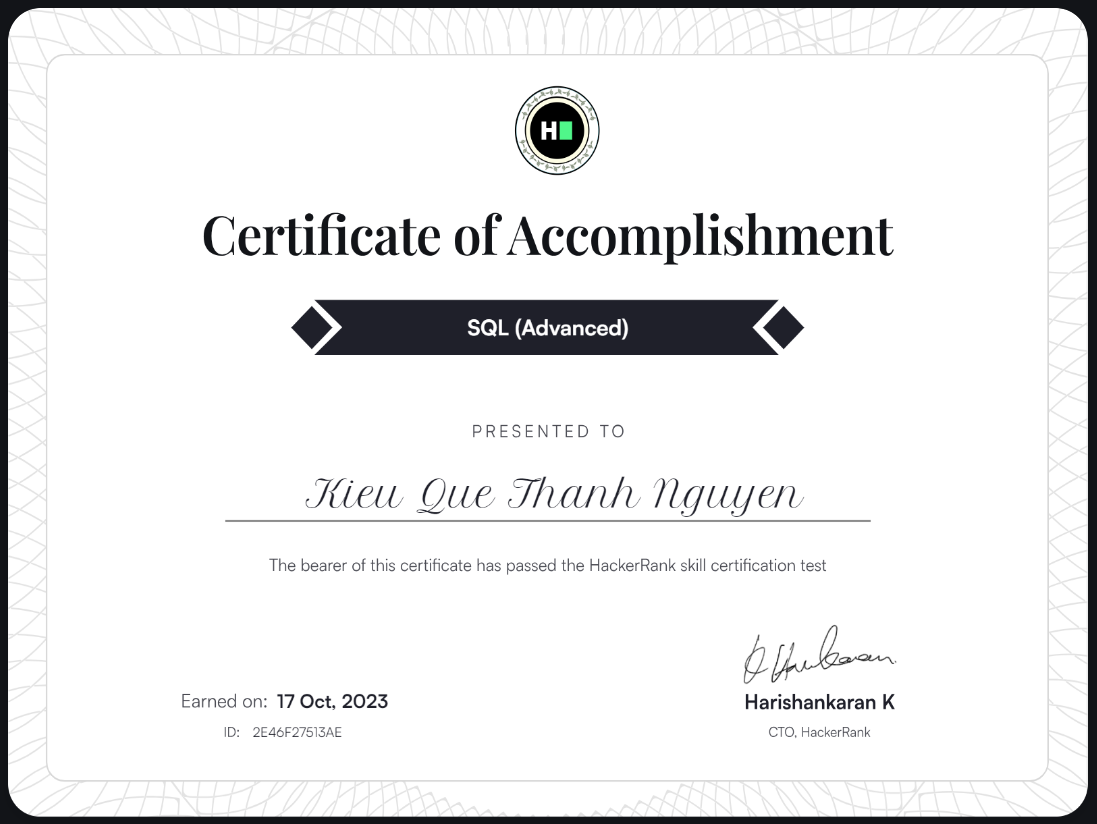 H
Certificate of Accomplishment
SQL (Advanced)
PRESENTED TO
Kieu Que Thanh Nguyen
The bearer of this certificate has passed the HackerRank skill certification test
Earned on: 17 Oct, 2023
ID: 2E46F27513AE
Harishankaran K
CTO, HackerRank